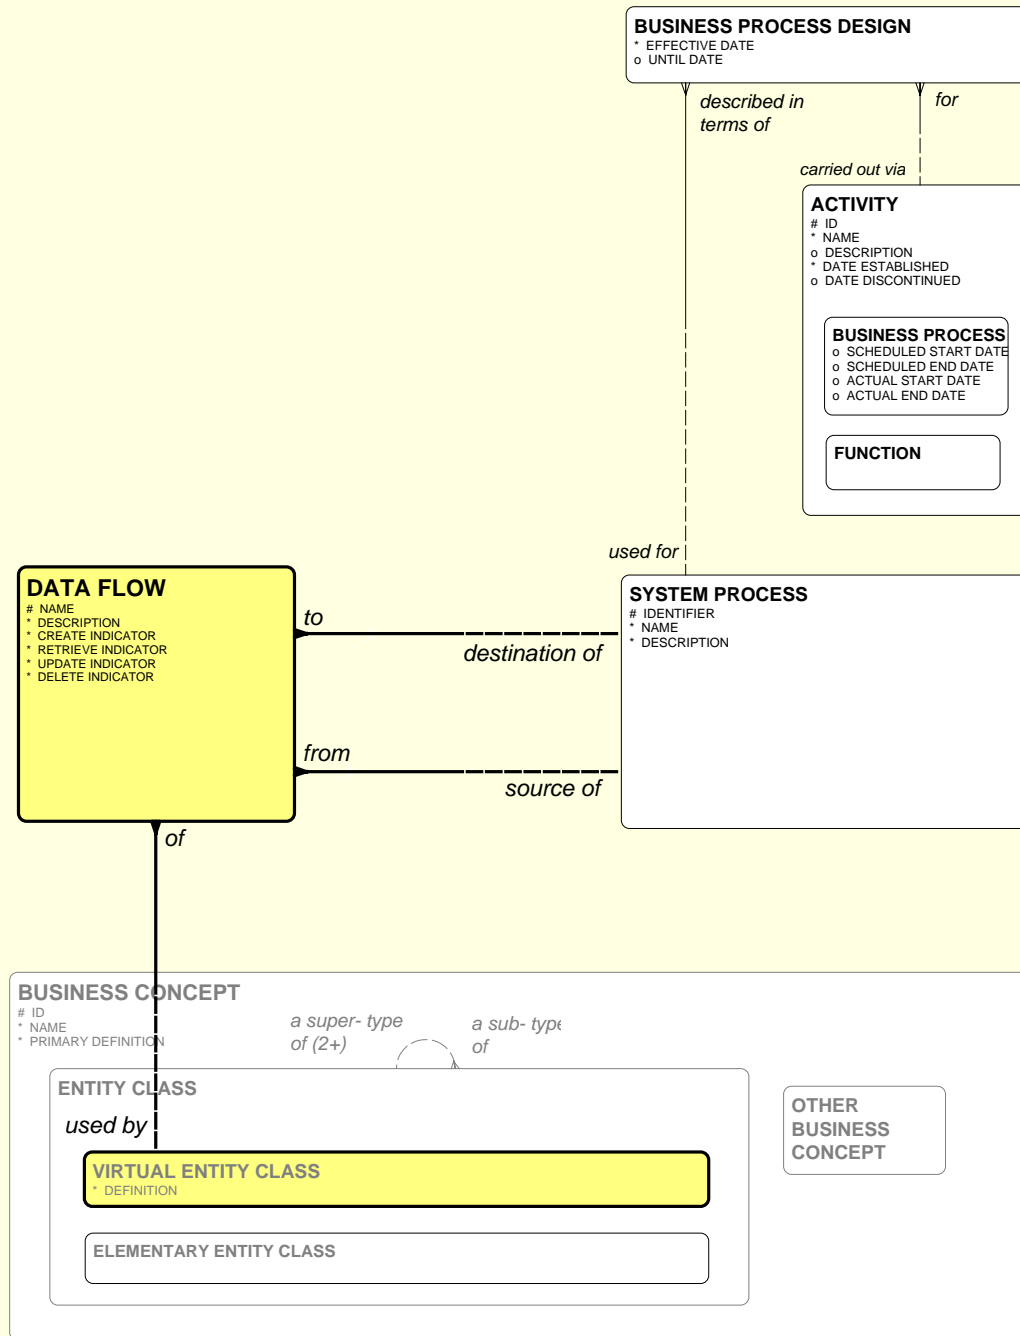 BUSINESS PROCESS DESIGN
* EFFECTIVE DATE
o UNTIL DATE
described in
terms of
for
carried out via
ACTIVITY
# ID
* NAME
o DESCRIPTION
* DATE ESTABLISHED
o DATE DISCONTINUED
BUSINESS PROCESS
o SCHEDULED START DATE
o SCHEDULED END DATE
o ACTUAL START DATE
o ACTUAL END DATE
FUNCTION
used for
DATA FLOW
# NAME
* DESCRIPTION
* CREATE INDICATOR
* RETRIEVE INDICATOR
* UPDATE INDICATOR
* DELETE INDICATOR
to
destination of
from
source of
of
SYSTEM PROCESS
# IDENTIFIER
* NAME
* DESCRIPTION
BUSINESS CONCEPT
# ID
* NAME
* PRIMARY DEFINITION
a super- type
of (2+)
a sub- type
of
ENTITY CLASS
used by
VIRTUAL ENTITY CLASS
* DEFINITION
ELEMENTARY ENTITY CLASS
OTHER
BUSINESS
CONCEPT